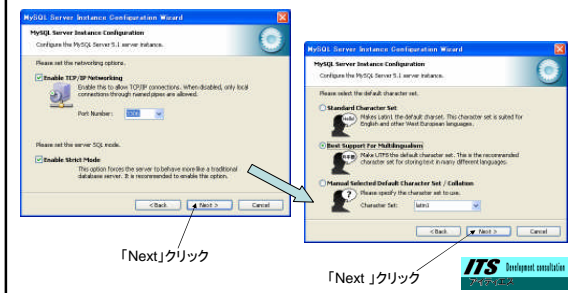 MySQL Server Instance Configuration Wizard
MySQL Server Instance Configuration
Configure the MySQL Server 5.1 server instance.
Please set the networking options.
Enable TCP/IP Networking
Enable this to allow TCP/IP connections. When disabled, only local
connections through named pipes are allowed.
Port Number:
Please set the server SQL mode.
Enable Strict Mode
This option forces the server to behave more like a traditional
database server. It is recommended to enable this option.
< Back
Next >
Cancel
「Next」クリック
MySQL Server Instance Configuration Wizard
MySQL Server Instance Configuration
Configure the MySQL Server 5.1 server instance.
Please select the default character set.
Standard Character Set
Makes Latin1 the default charset. This character set is suited for
English and other West European languages.
Best Support For Multilingualism
Make UTF8 the default character set. This is the recommended
character set for storing text in many different languages.
Manual Selected Default Character Set / Collation
Please specify the character set to use.
Character Set:
latin1
< Back
Next >
Cancel
「Next 」クリック
ITS Development consultation
アイティエス